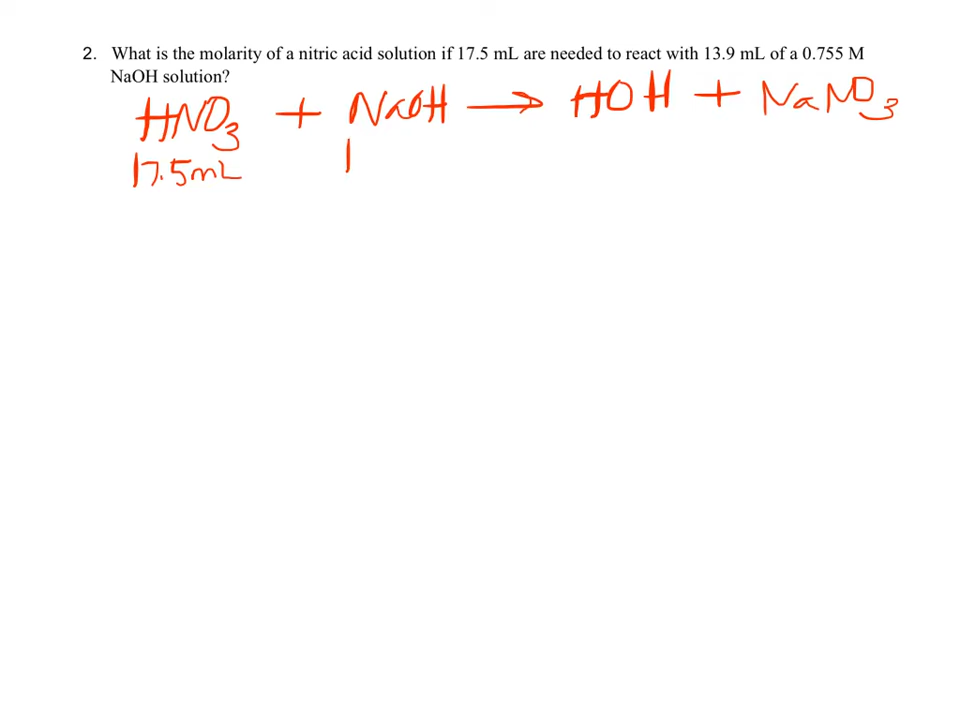 2. What is the molarity of a nitric acid solution if 17.5 mL are needed to react with 13.9 mL of a 0.755 M
NaOH solution?
HNO₃ + NaOH → HOH + NaNO₃
17.5mL 1